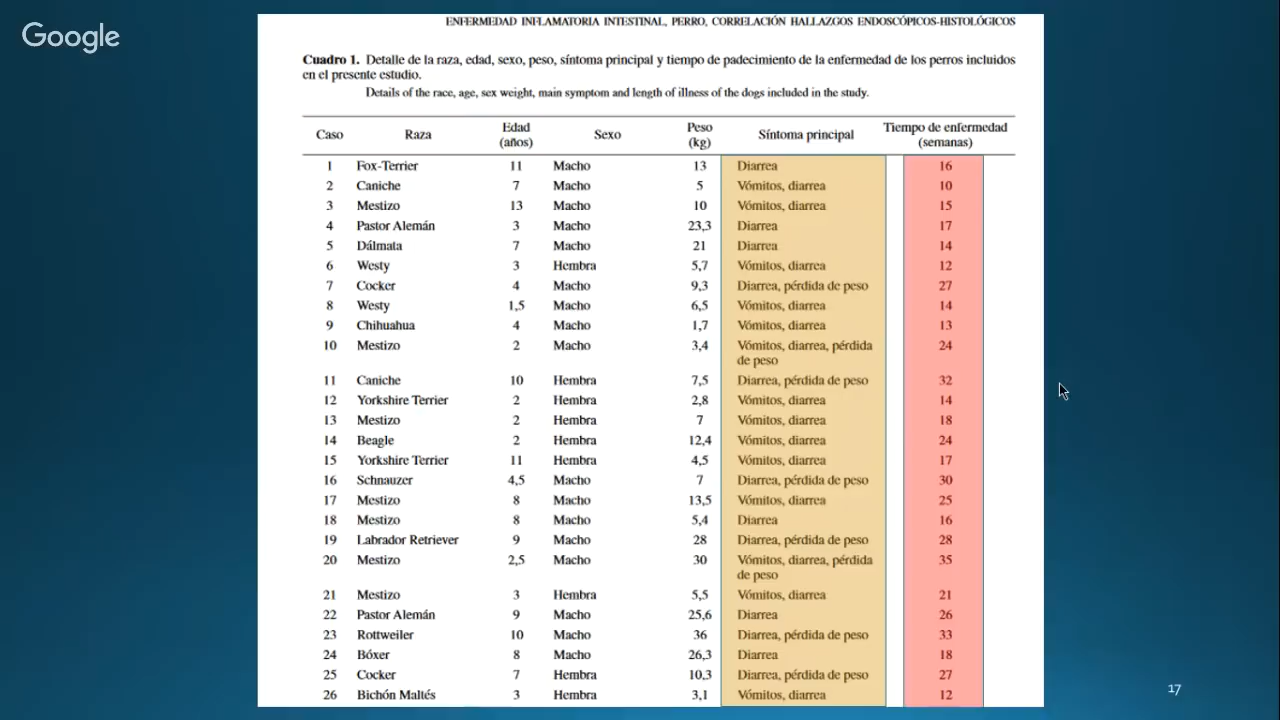 Google
ENFERMEDAD INFLAMATORIA INTESTINAL, PERRO, CORRELACIÓN HALLAZGOS ENDOSCÓPICOS-HISTOLÓGICOS
Cuadro 1. Detalle de la raza, edad, sexo, peso, síntoma principal y tiempo de padecimiento de la enfermedad de los perros incluidos
en el presente estudio.
Details of the race, age, sex weight, main symptom and length of illness of the dogs included in the study.
Caso Raza Edad (años) Sexo Peso (kg) Síntoma principal Tiempo de enfermedad (semanas)
1 Fox-Terrier 11 Macho 13 Diarrea 16
2 Caniche 7 Macho 5 Vómitos, diarrea 10
3 Mestizo 13 Macho 10 Vómitos, diarrea 15
4 Pastor Alemán 3 Macho 23,3 Diarrea 17
5 Dálmata 7 Macho 21 Diarrea 14
6 Westy 3 Hembra 5,7 Vómitos, diarrea 12
7 Cocker 4 Macho 9,3 Diarrea, pérdida de peso 27
8 Westy 1,5 Macho 6,5 Vómitos, diarrea 14
9 Chihuahua 4 Macho 1,7 Vómitos, diarrea 13
10 Mestizo 2 Macho 3,4 Vómitos, diarrea, pérdida 24
de peso
11 Caniche 10 Hembra 7,5 Diarrea, pérdida de peso 32
12 Yorkshire Terrier 2 Hembra 2,8 Vómitos, diarrea 14
13 Mestizo 2 Hembra 7 Vómitos, diarrea 18
14 Beagle 2 Hembra 12,4 Vómitos, diarrea 24
15 Yorkshire Terrier 11 Hembra 4,5 Vómitos, diarrea 17
16 Schnauzer 4,5 Macho 7 Diarrea, pérdida de peso 30
17 Mestizo 8 Macho 13,5 Vómitos, diarrea 25
18 Mestizo 8 Macho 5,4 Diarrea 16
19 Labrador Retriever 9 Macho 28 Diarrea, pérdida de peso 28
20 Mestizo 2,5 Macho 30 Vómitos, diarrea, pérdida 35
de peso
21 Mestizo 3 Hembra 5,5 Vómitos, diarrea 21
22 Pastor Alemán 9 Macho 25,6 Diarrea 26
23 Rottweiler 10 Macho 36 Diarrea, pérdida de peso 33
24 Bóxer 8 Macho 26,3 Diarrea 18
25 Cocker 7 Hembra 10,3 Diarrea, pérdida de peso 27
26 Bichón Maltés 3 Hembra 3,1 Vómitos, diarrea 12
17